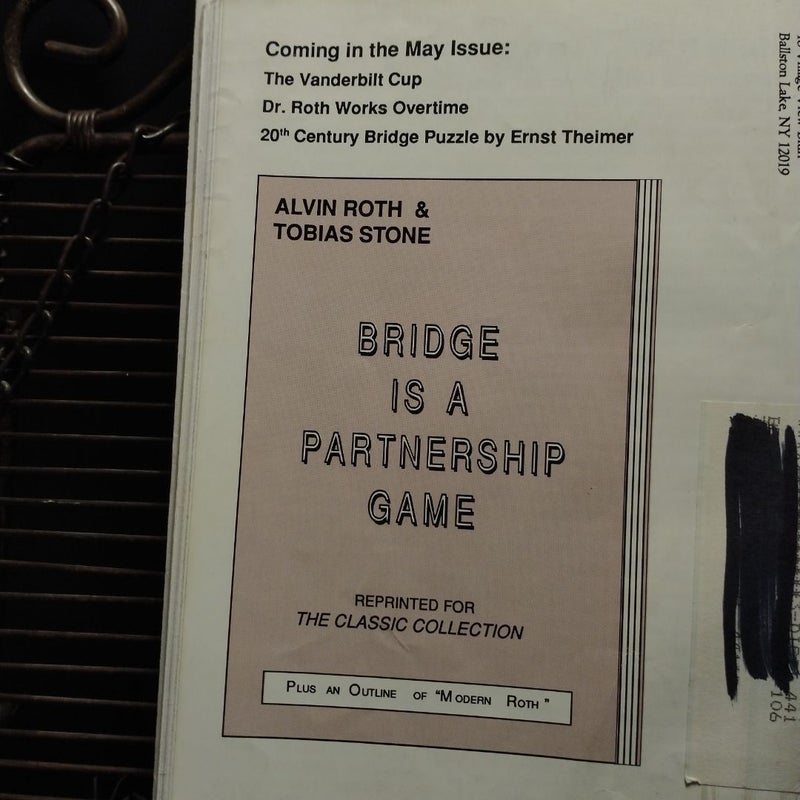 Coming in the May Issue:
The Vanderbilt Cup
Dr. Roth Works Overtime
20th Century Bridge Puzzle by Ernst Theimer
ALVIN ROTH &
TOBIAS STONE
BRIDGE
IS A
PARTNERSHIP
GAME
REPRINTED FOR
THE CLASSIC COLLECTION
PLUS AN OUTLINE OF "MODERN ROTH"
Ballston Lake, NY 12019
441
106